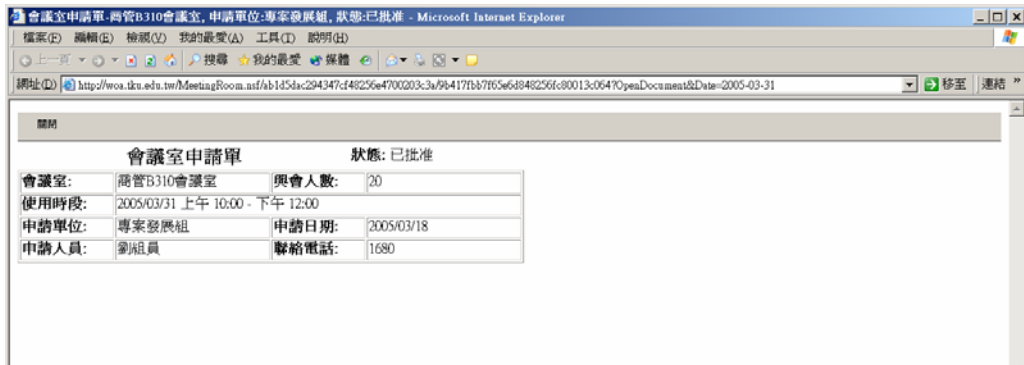 會議室申請單-商管B310會議室, 申請單位:專案發展組, 狀態:已批准 - Microsoft Internet Explorer
檔案(F) 編輯(E) 檢視(V) 我的最愛(A) 工具(T) 說明(H)
上一頁 搜尋 我的最愛 媒體
網址(D) http://woa.tku.edu.tw/MeetingRoom.nsf/ab1d5dac294347cf48256e4700203c3a/9b417fbb7f65e6d848256fc80013c064?OpenDocument&Date=2005-03-31 移至 連結 »
關閉
會議室申請單 狀態: 已批准
會議室: 商管B310會議室 與會人數: 20
使用時段: 2005/03/31 上午 10:00 - 下午 12:00
申請單位: 專案發展組 申請日期: 2005/03/18
申請人員: 劉組員 聯絡電話: 1680